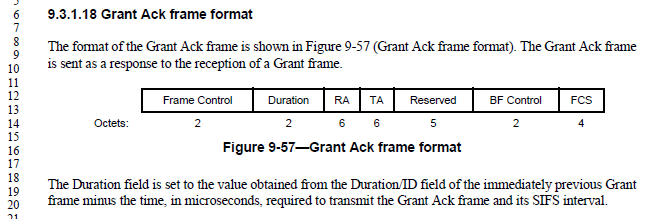 5
6 9.3.1.18 Grant Ack frame format
7
8 The format of the Grant Ack frame is shown in Figure 9-57 (Grant Ack frame format). The Grant Ack frame
9 is sent as a response to the reception of a Grant frame.
10
11
12 Frame Control Duration RA TA Reserved BF Control FCS
13
14 Octets: 2 2 6 6 5 2 4
15
16 Figure 9-57—Grant Ack frame format
17
18 The Duration field is set to the value obtained from the Duration/ID field of the immediately previous Grant
19 frame minus the time, in microseconds, required to transmit the Grant Ack frame and its SIFS interval.
20
21